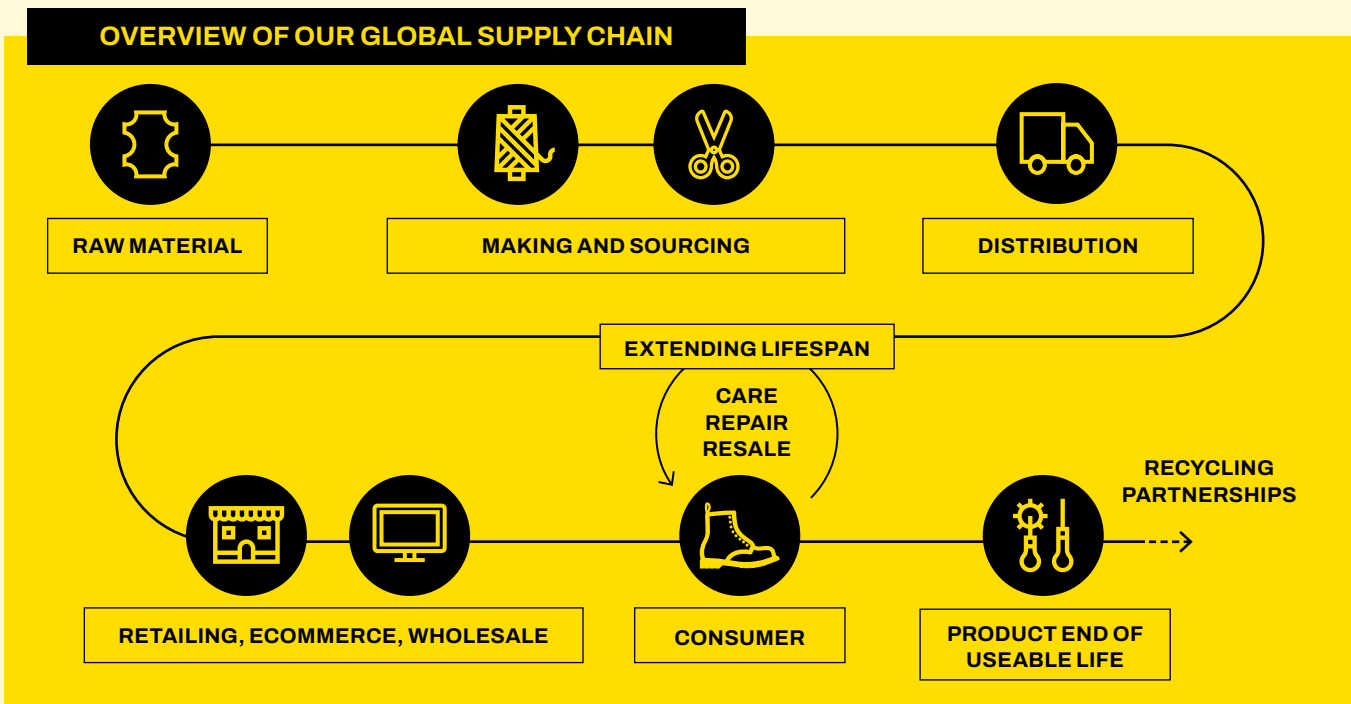 OVERVIEW OF OUR GLOBAL SUPPLY CHAIN
RAW MATERIAL
MAKING AND SOURCING
DISTRIBUTION
EXTENDING LIFESPAN
CARE
REPAIR
RESALE
RECYCLING
PARTNERSHIPS
RETAILING, ECOMMERCE, WHOLESALE
CONSUMER
PRODUCT END OF
USEABLE LIFE